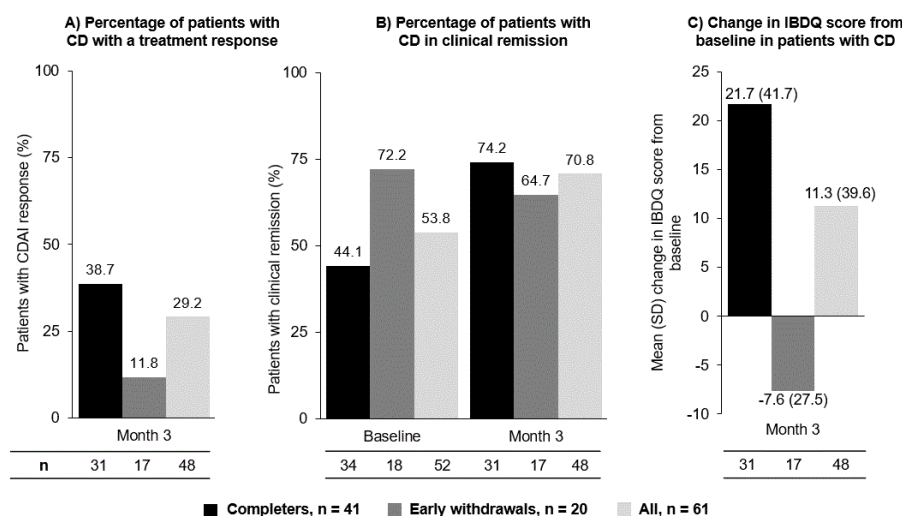 A) Percentage of patients with
CD with a treatment response
Patients with CDAI response (%)
100
75
50
25
0
38.7
11.8
29.2
Month 3
n 31 17 48
B) Percentage of patients with
CD in clinical remission
Patients with clinical remission (%)
100
75
50
25
0
44.1
72.2
53.8
74.2
64.7
70.8
Baseline Month 3
34 18 52 31 17 48
C) Change in IBDQ score from
baseline in patients with CD
Mean (SD) change in IBDQ score from
baseline
25
20
15
10
5
0
-5
-10
21.7 (41.7)
-7.6 (27.5)
11.3 (39.6)
Month 3
31 17 48
Completers, n = 41 Early withdrawals, n = 20 All, n = 61